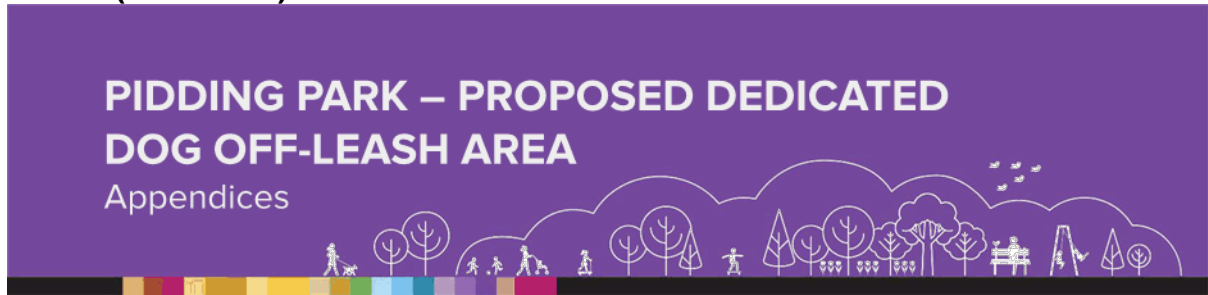 PIDDING PARK – PROPOSED DEDICATED
DOG OFF-LEASH AREA
Appendices